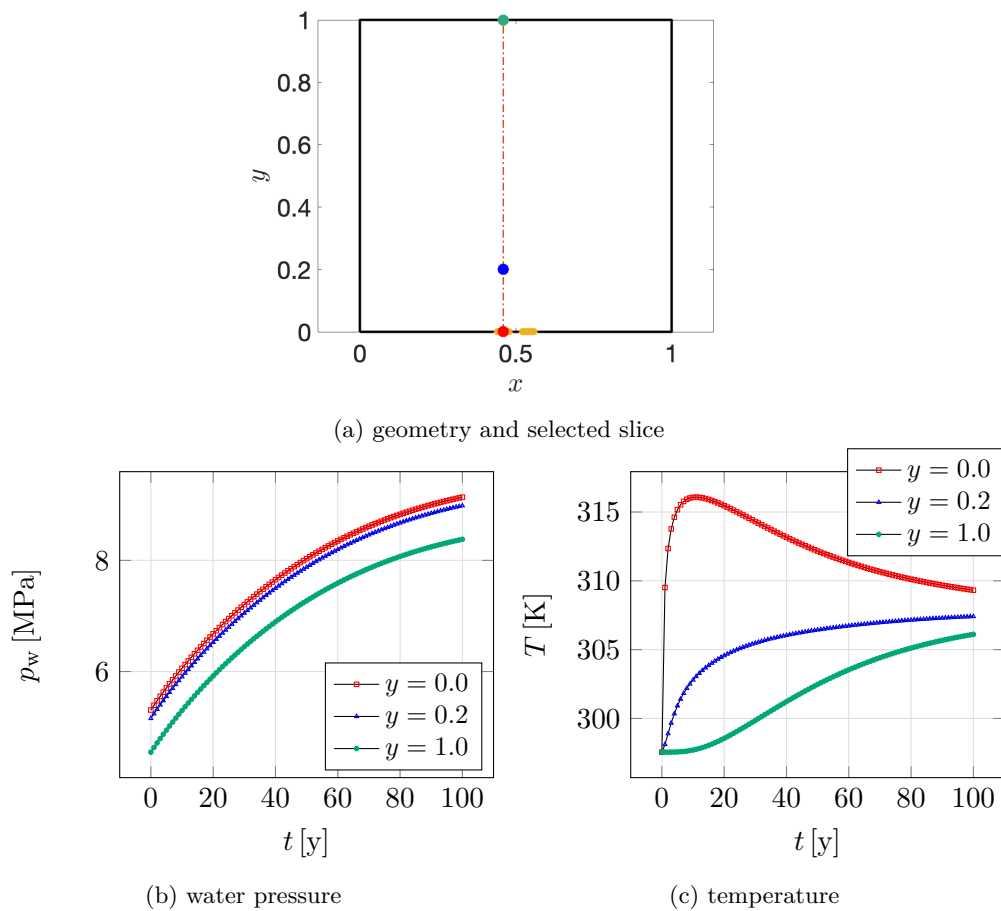 1
0.8
0.6
y
0.4
0.2
0
0 0.5 1
x
(a) geometry and selected slice
8
p_w [MPa]
6
y = 0.0
y = 0.2
y = 1.0
0 20 40 60 80 100
t [y]
(b) water pressure
y = 0.0
y = 0.2
y = 1.0
315
310
T [K]
305
300
0 20 40 60 80 100
t [y]
(c) temperature